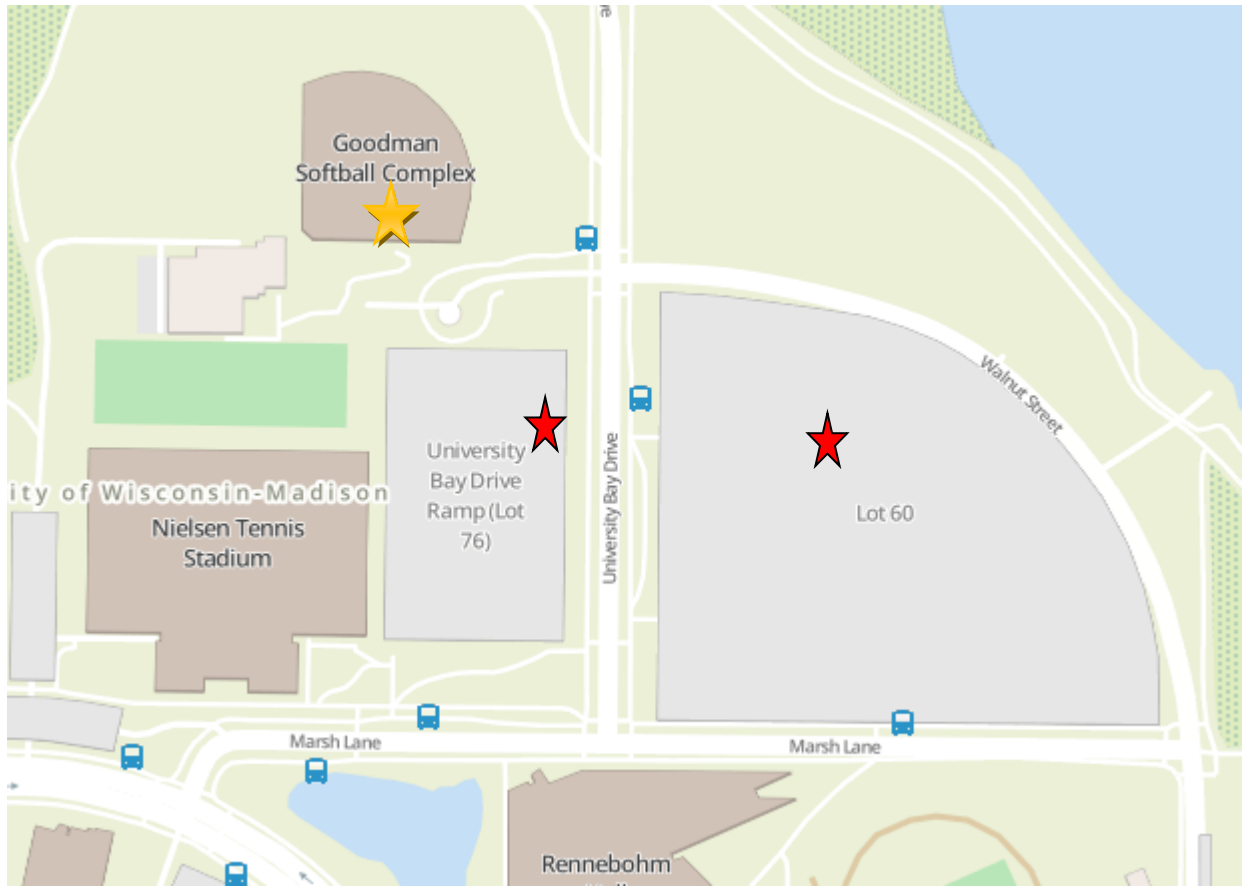 Goodman
Softball Complex
Walnut Street
University
Bay Drive
Ramp (Lot
76)
University Bay Drive
ity of Wisconsin-Madison
Nielsen Tennis
Stadium
Lot 60
Marsh Lane
Marsh Lane
Rennebohm